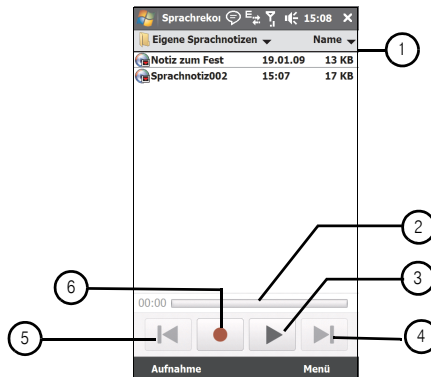 Sprachrekor 15:08
Eigene Sprachnotizen Name
Notiz zum Fest 19.01.09 13 KB
Sprachnotiz002 15:07 17 KB
00:00
Aufnahme Menü
1
2
3
4
5
6